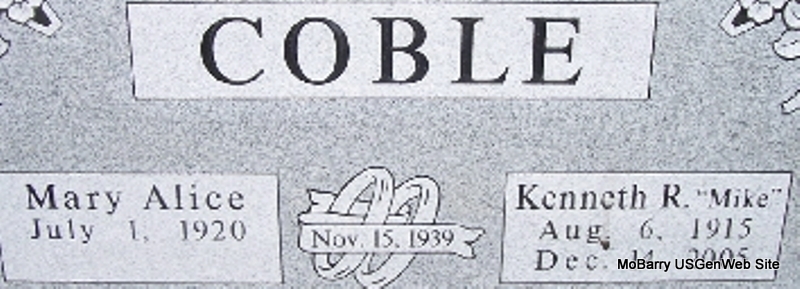 COBLE
Mary Alice
July 1, 1920
Nov. 15, 1939
Kenneth R. "Mike"
Aug. 6, 1915
Dec. 14, 2005
MoBarry USGenWeb Site